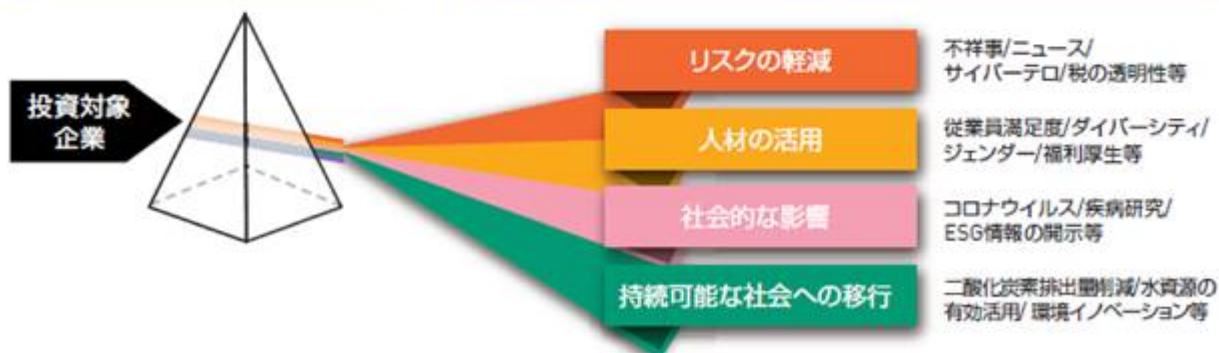 投資対象
企業
リスクの軽減
不祥事/ニュース/
サイバーテロ/税の透明性等
人材の活用
従業員満足度/ダイバーシティ/
ジェンダー/福利厚生等
社会的な影響
コロナウイルス/疾病研究/
ESG情報の開示等
持続可能な社会への移行
二酸化炭素排出量削減/水資源の
有効活用/ 環境イノベーション等